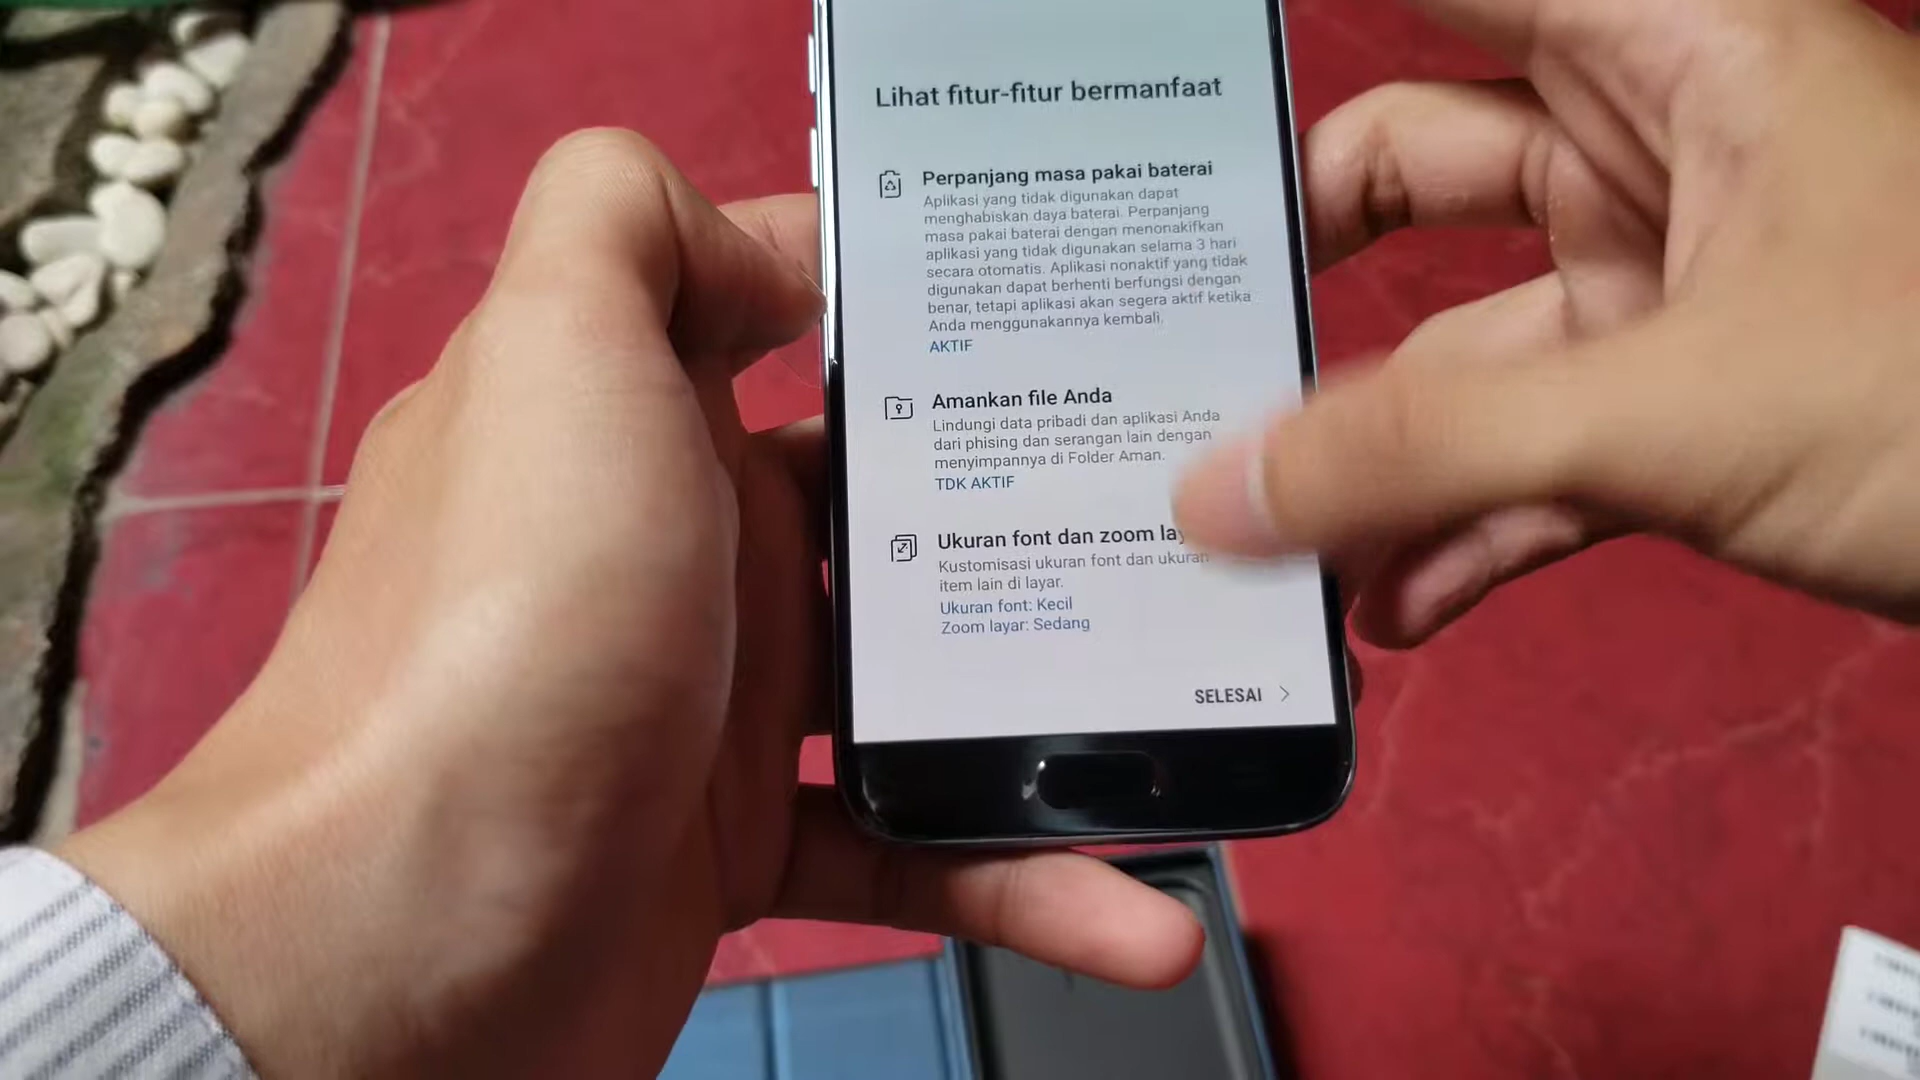 Lihat fitur-fitur bermanfaat
Perpanjang masa pakai baterai
Aplikasi yang tidak digunakan dapat
menghabiskan daya baterai. Perpanjang
masa pakai baterai dengan menonakifkan
aplikasi yang tidak digunakan selama 3 hari
secara otomatis. Aplikasi nonaktif yang tidak
digunakan dapat berhenti berfungsi dengan
benar, tetapi aplikasi akan segera aktif ketika
Anda menggunakannya kembali.
AKTIF
Amankan file Anda
Lindungi data pribadi dan aplikasi Anda
dari phising dan serangan lain dengan
menyimpannya di Folder Aman.
TDK AKTIF
Ukuran font dan zoom
Kustomisasi ukuran font dan ukuran
item lain di layar.
Ukuran font: Kecil
Zoom layar: Sedang
SELESAI